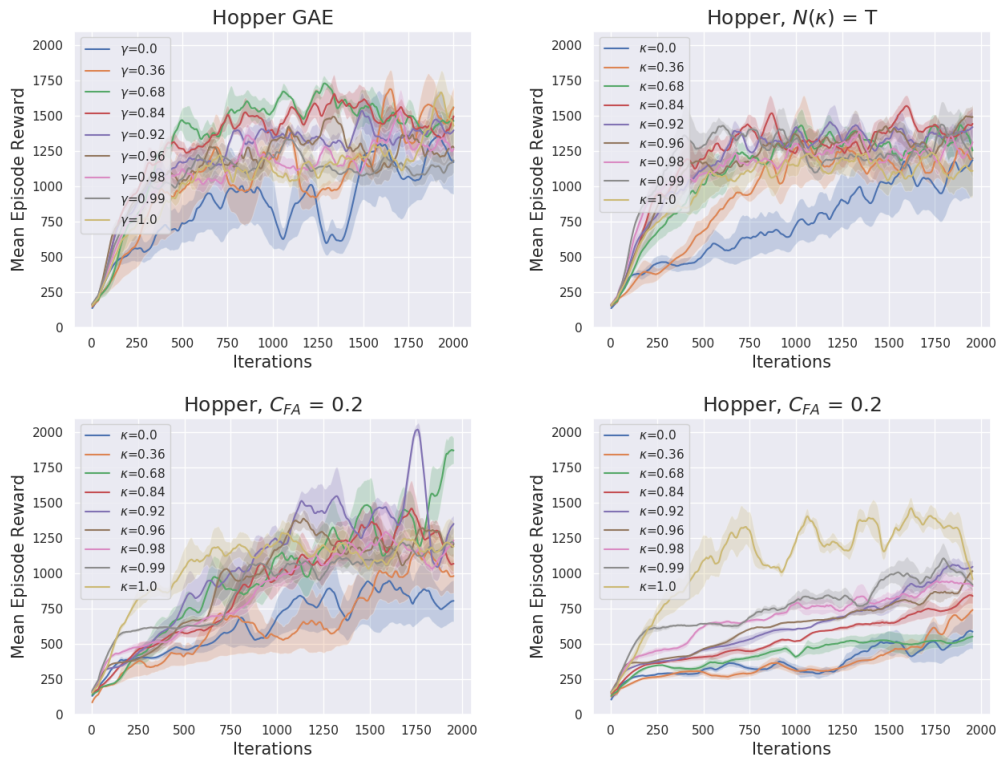 Hopper GAE
Mean Episode Reward
2000
1750
1500
1250
1000
750
500
250
0
γ=0.0
γ=0.36
γ=0.68
γ=0.84
γ=0.92
γ=0.96
γ=0.98
γ=0.99
γ=1.0
0 250 500 750 1000 1250 1500 1750 2000
Iterations
Hopper, N(κ) = T
Mean Episode Reward
2000
1750
1500
1250
1000
750
500
250
0
κ=0.0
κ=0.36
κ=0.68
κ=0.84
κ=0.92
κ=0.96
κ=0.98
κ=0.99
κ=1.0
0 250 500 750 1000 1250 1500 1750 2000
Iterations
Hopper, C_FA = 0.2
Mean Episode Reward
2000
1750
1500
1250
1000
750
500
250
0
κ=0.0
κ=0.36
κ=0.68
κ=0.84
κ=0.92
κ=0.96
κ=0.98
κ=0.99
κ=1.0
0 250 500 750 1000 1250 1500 1750 2000
Iterations
Hopper, C_FA = 0.2
Mean Episode Reward
2000
1750
1500
1250
1000
750
500
250
0
κ=0.0
κ=0.36
κ=0.68
κ=0.84
κ=0.92
κ=0.96
κ=0.98
κ=0.99
κ=1.0
0 250 500 750 1000 1250 1500 1750 2000
Iterations